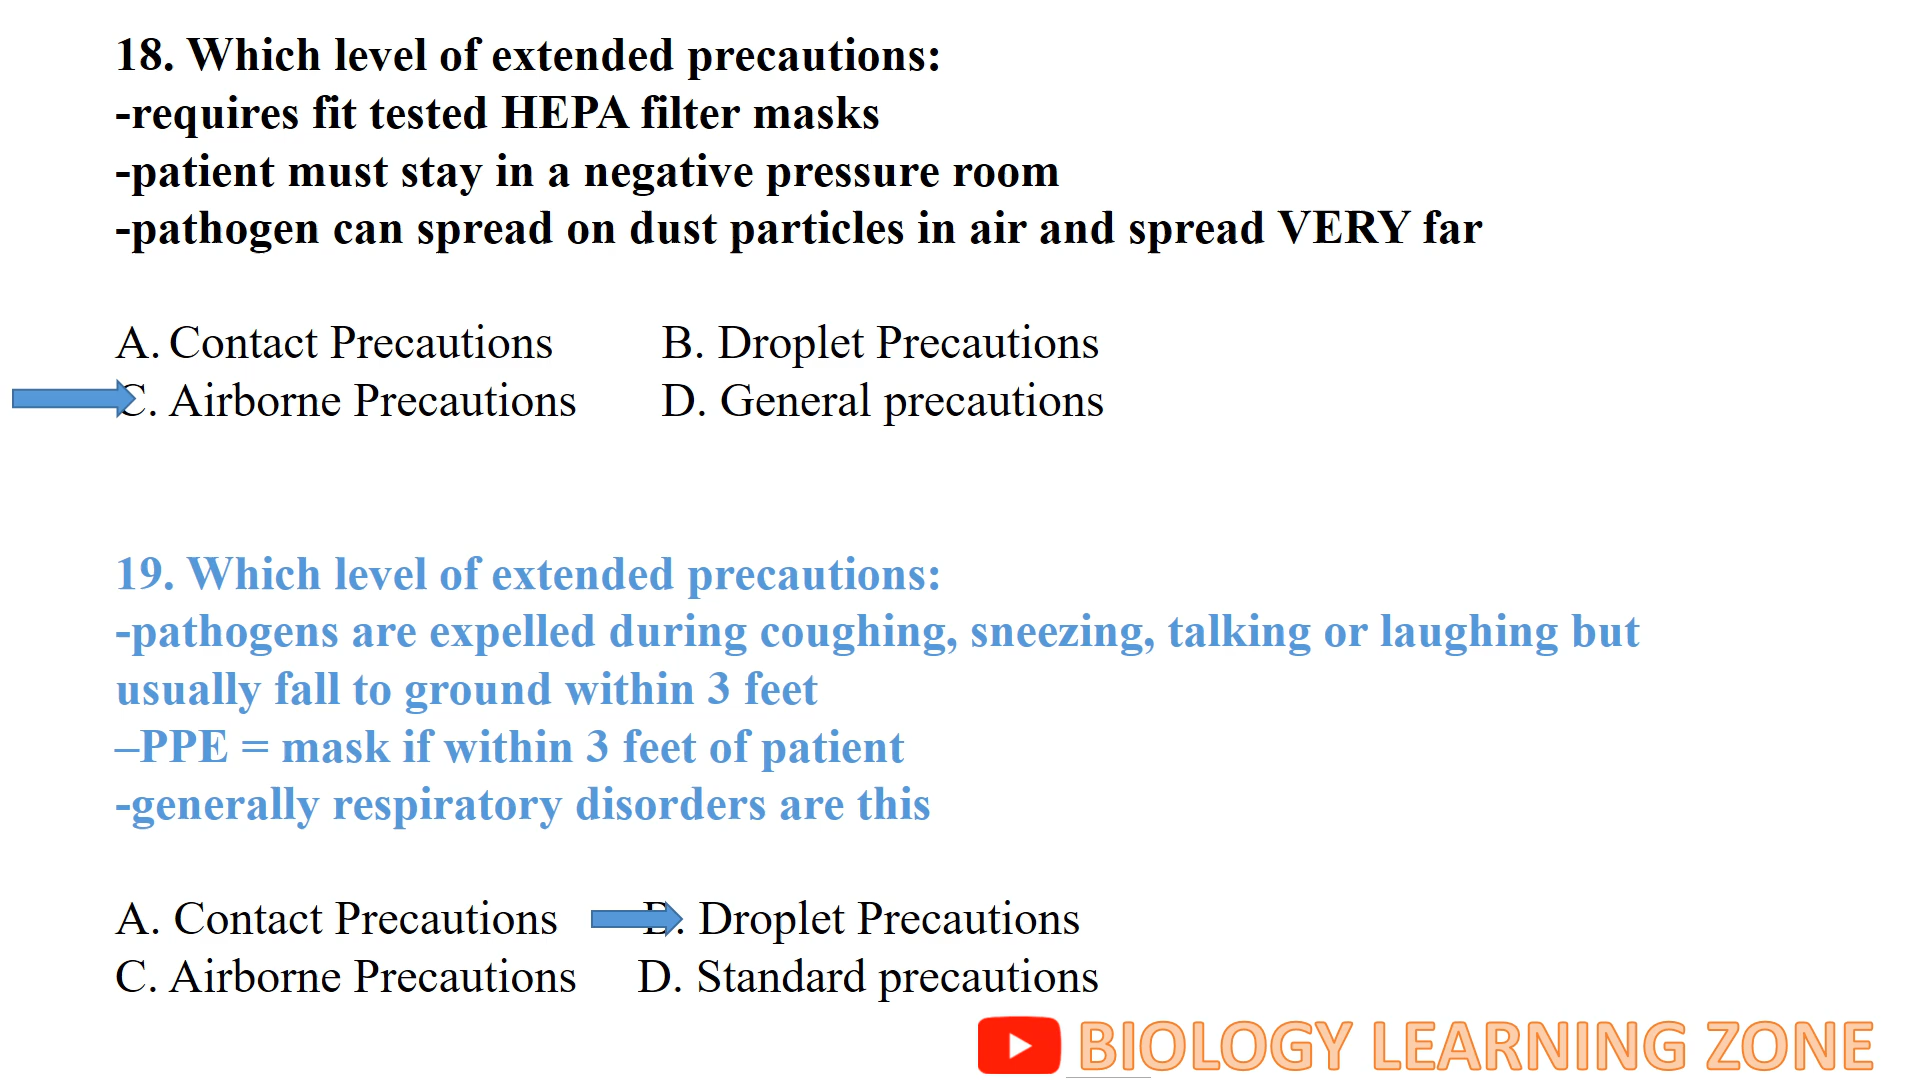 18. Which level of extended precautions:
-requires fit tested HEPA filter masks
-patient must stay in a negative pressure room
-pathogen can spread on dust particles in air and spread VERY far
A. Contact Precautions B. Droplet Precautions
C. Airborne Precautions D. General precautions
19. Which level of extended precautions:
-pathogens are expelled during coughing, sneezing, talking or laughing but
usually fall to ground within 3 feet
–PPE = mask if within 3 feet of patient
-generally respiratory disorders are this
A. Contact Precautions B. Droplet Precautions
C. Airborne Precautions D. Standard precautions
BIOLOGY LEARNING ZONE